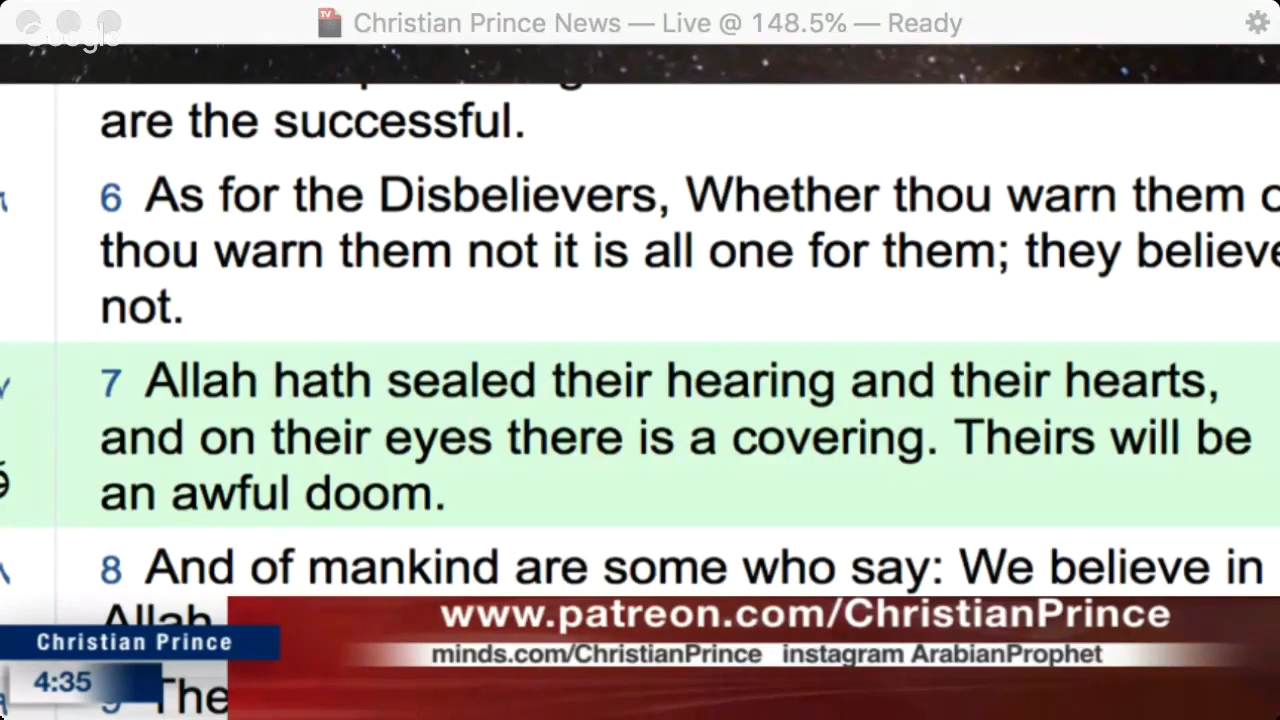 Christian Prince News — Live @ 148.5% — Ready
Google
are the successful.
6 As for the Disbelievers, Whether thou warn them
thou warn them not it is all one for them; they believe
not.
7 Allah hath sealed their hearing and their hearts,
and on their eyes there is a covering. Theirs will be
an awful doom.
8 And of mankind are some who say: We believe in
Allah
www.patreon.com/ChristianPrince
Christian Prince
minds.com/ChristianPrince instagram ArabianProphet
4:35
9 The